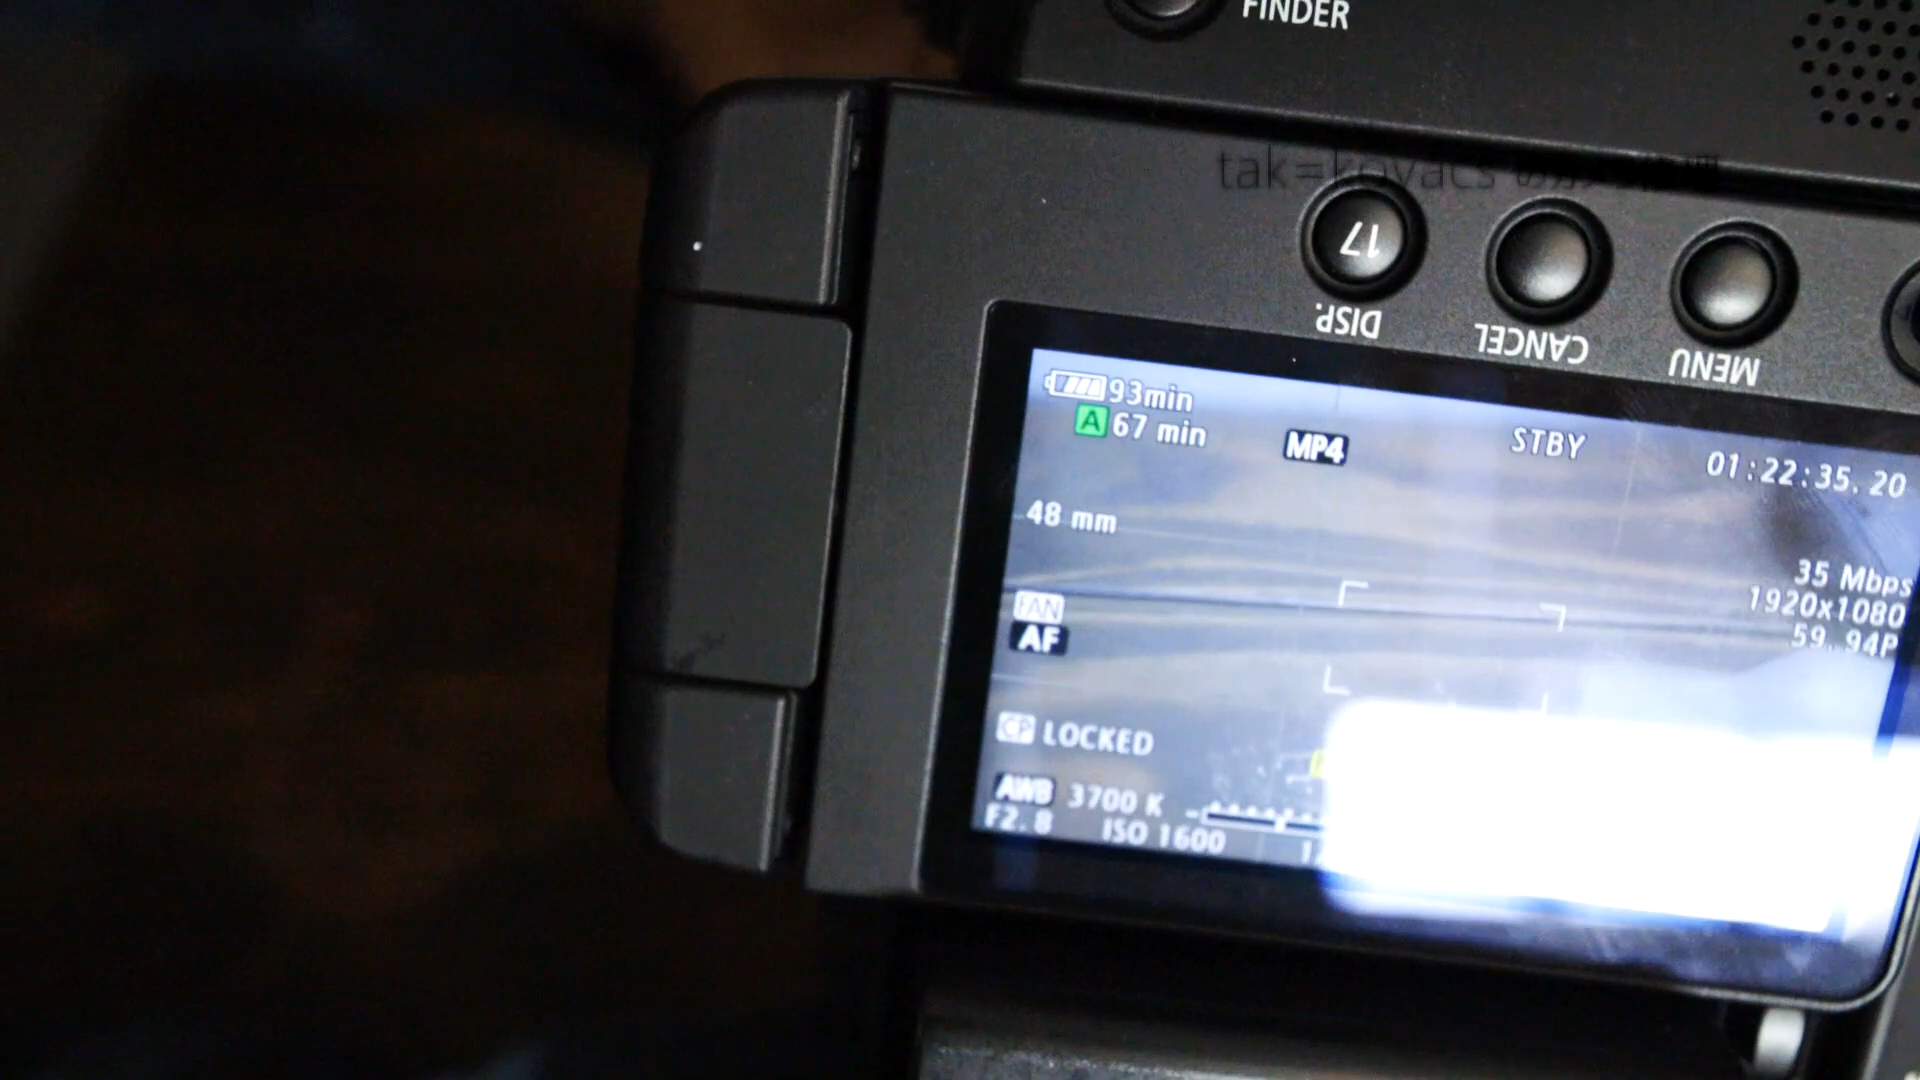 FINDER
tak=kovacs
17
DISP.
CANCEL
MENU
93min
A 67 min
MP4
STBY
01:22:35.20
48 mm
35 Mbps
1920x1080
59.94P
FAN
AF
CP LOCKED
AWB 3700 K
F2.8 ISO 1600